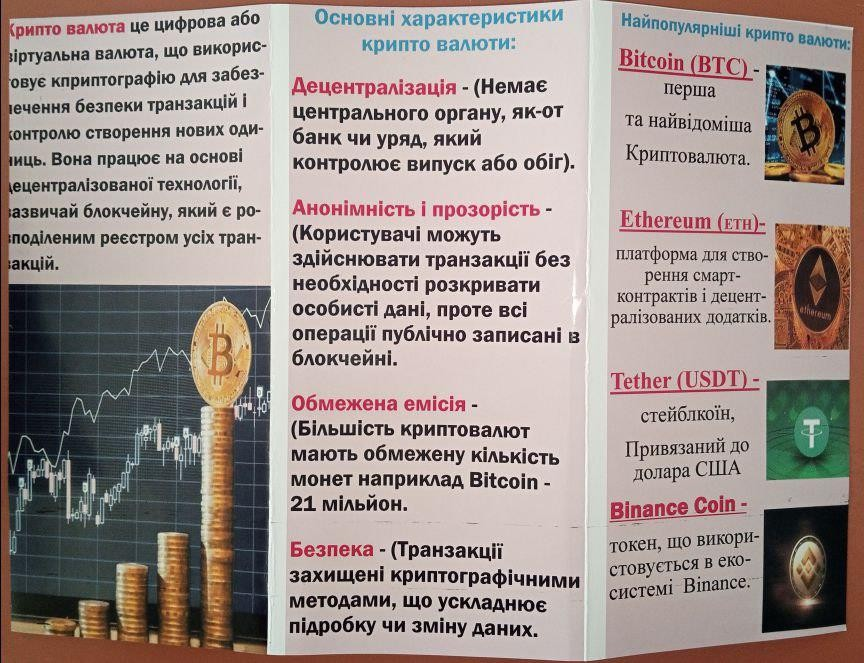 Крипто валюта це цифрова або
віртуальна валюта, що викорис-
товує кприптографію для забез-
печення безпеки транзакцій і
контролю створення нових оди-
ниць. Вона працює на основі
децентралізованої технології,
зазвичай блокчейну, який є ро-
зподіленим реєстром усіх тран-
закцій.
Основні характеристики
крипто валюти:
Децентралізація - (Немає
центрального органу, як-от
банк чи уряд, який
контролює випуск або обіг).
Анонімність і прозорість -
(Користувачі можуть
здійснювати транзакції без
необхідності розкривати
особисті дані, проте всі
операції публічно записані в
блокчейні.
Обмежена емісія -
(Більшість криптовалют
мають обмежену кількість
монет наприклад Bitcoin -
21 мільйон.
Безпека - (Транзакції
захищені криптографічними
методами, що ускладнює
підробку чи зміну даних.
Найпопулярніші крипто валюти:
Bitcoin (BTC) -
перша
та найвідоміша
Криптовалюта.
Ethereum (ETH)-
платформа для ство-
рення смарт-
контрактів і децент-
ралізованих додатків.
ethereum
Tether (USDT) -
стейблкоїн,
Привязаний до
долара США
Binance Coin -
токен, що викори-
стовується в еко-
системі Binance.